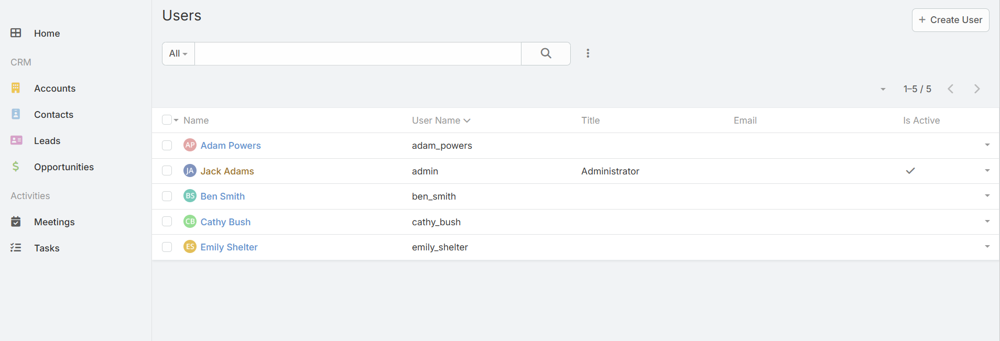 Users
+ Create User
Home
All
CRM
Accounts
1–5 / 5
Contacts
Name User Name Title Email Is Active
Leads
AP Adam Powers adam_powers
Opportunities
JA Jack Adams admin Administrator
Activities
BS Ben Smith ben_smith
Meetings
CB Cathy Bush cathy_bush
Tasks
ES Emily Shelter emily_shelter